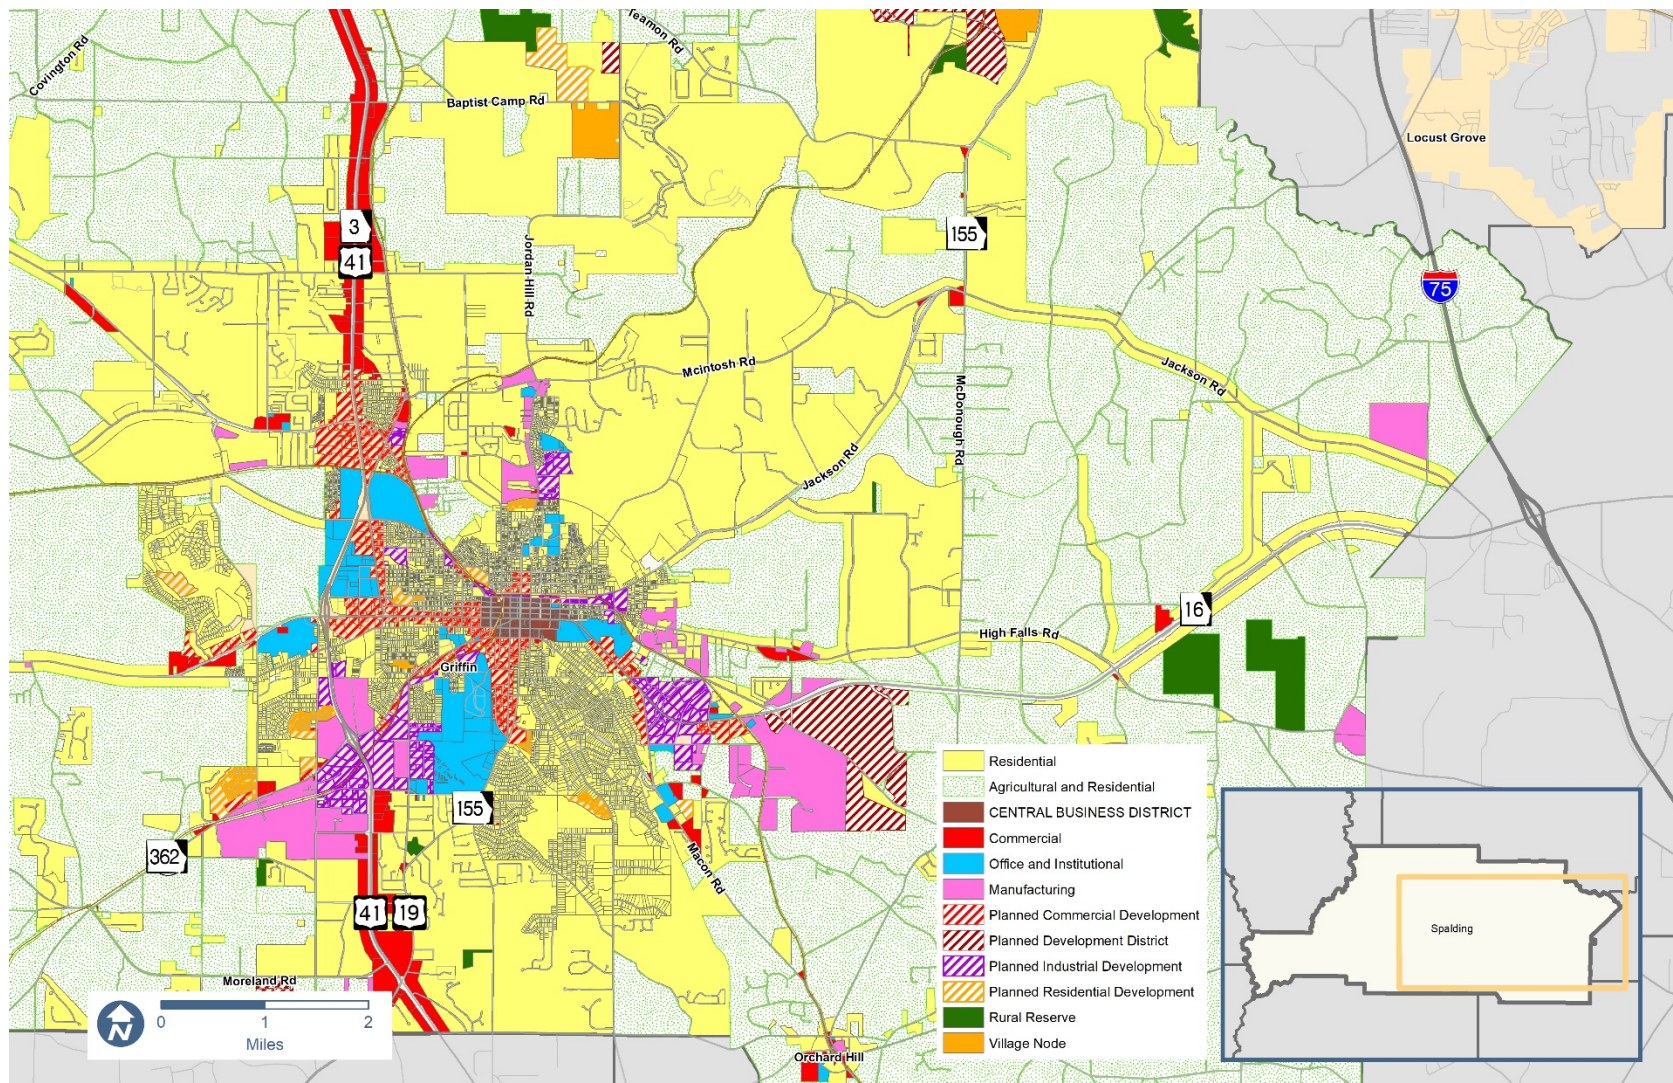 Teamon Rd
Covington Rd
Baptist Camp Rd
Locust Grove
3
41
155
Jordan Hill Rd
75
Mcintosh Rd
Jackson Rd
McDonough Rd
Jackson Rd
16
High Falls Rd
Griffin
155
362
Macon Rd
41
19
Moreland Rd
Orchard Hill
N
0 1 2
Miles
Residential
Agricultural and Residential
CENTRAL BUSINESS DISTRICT
Commercial
Office and Institutional
Manufacturing
Planned Commercial Development
Planned Development District
Planned Industrial Development
Planned Residential Development
Rural Reserve
Village Node
Spalding